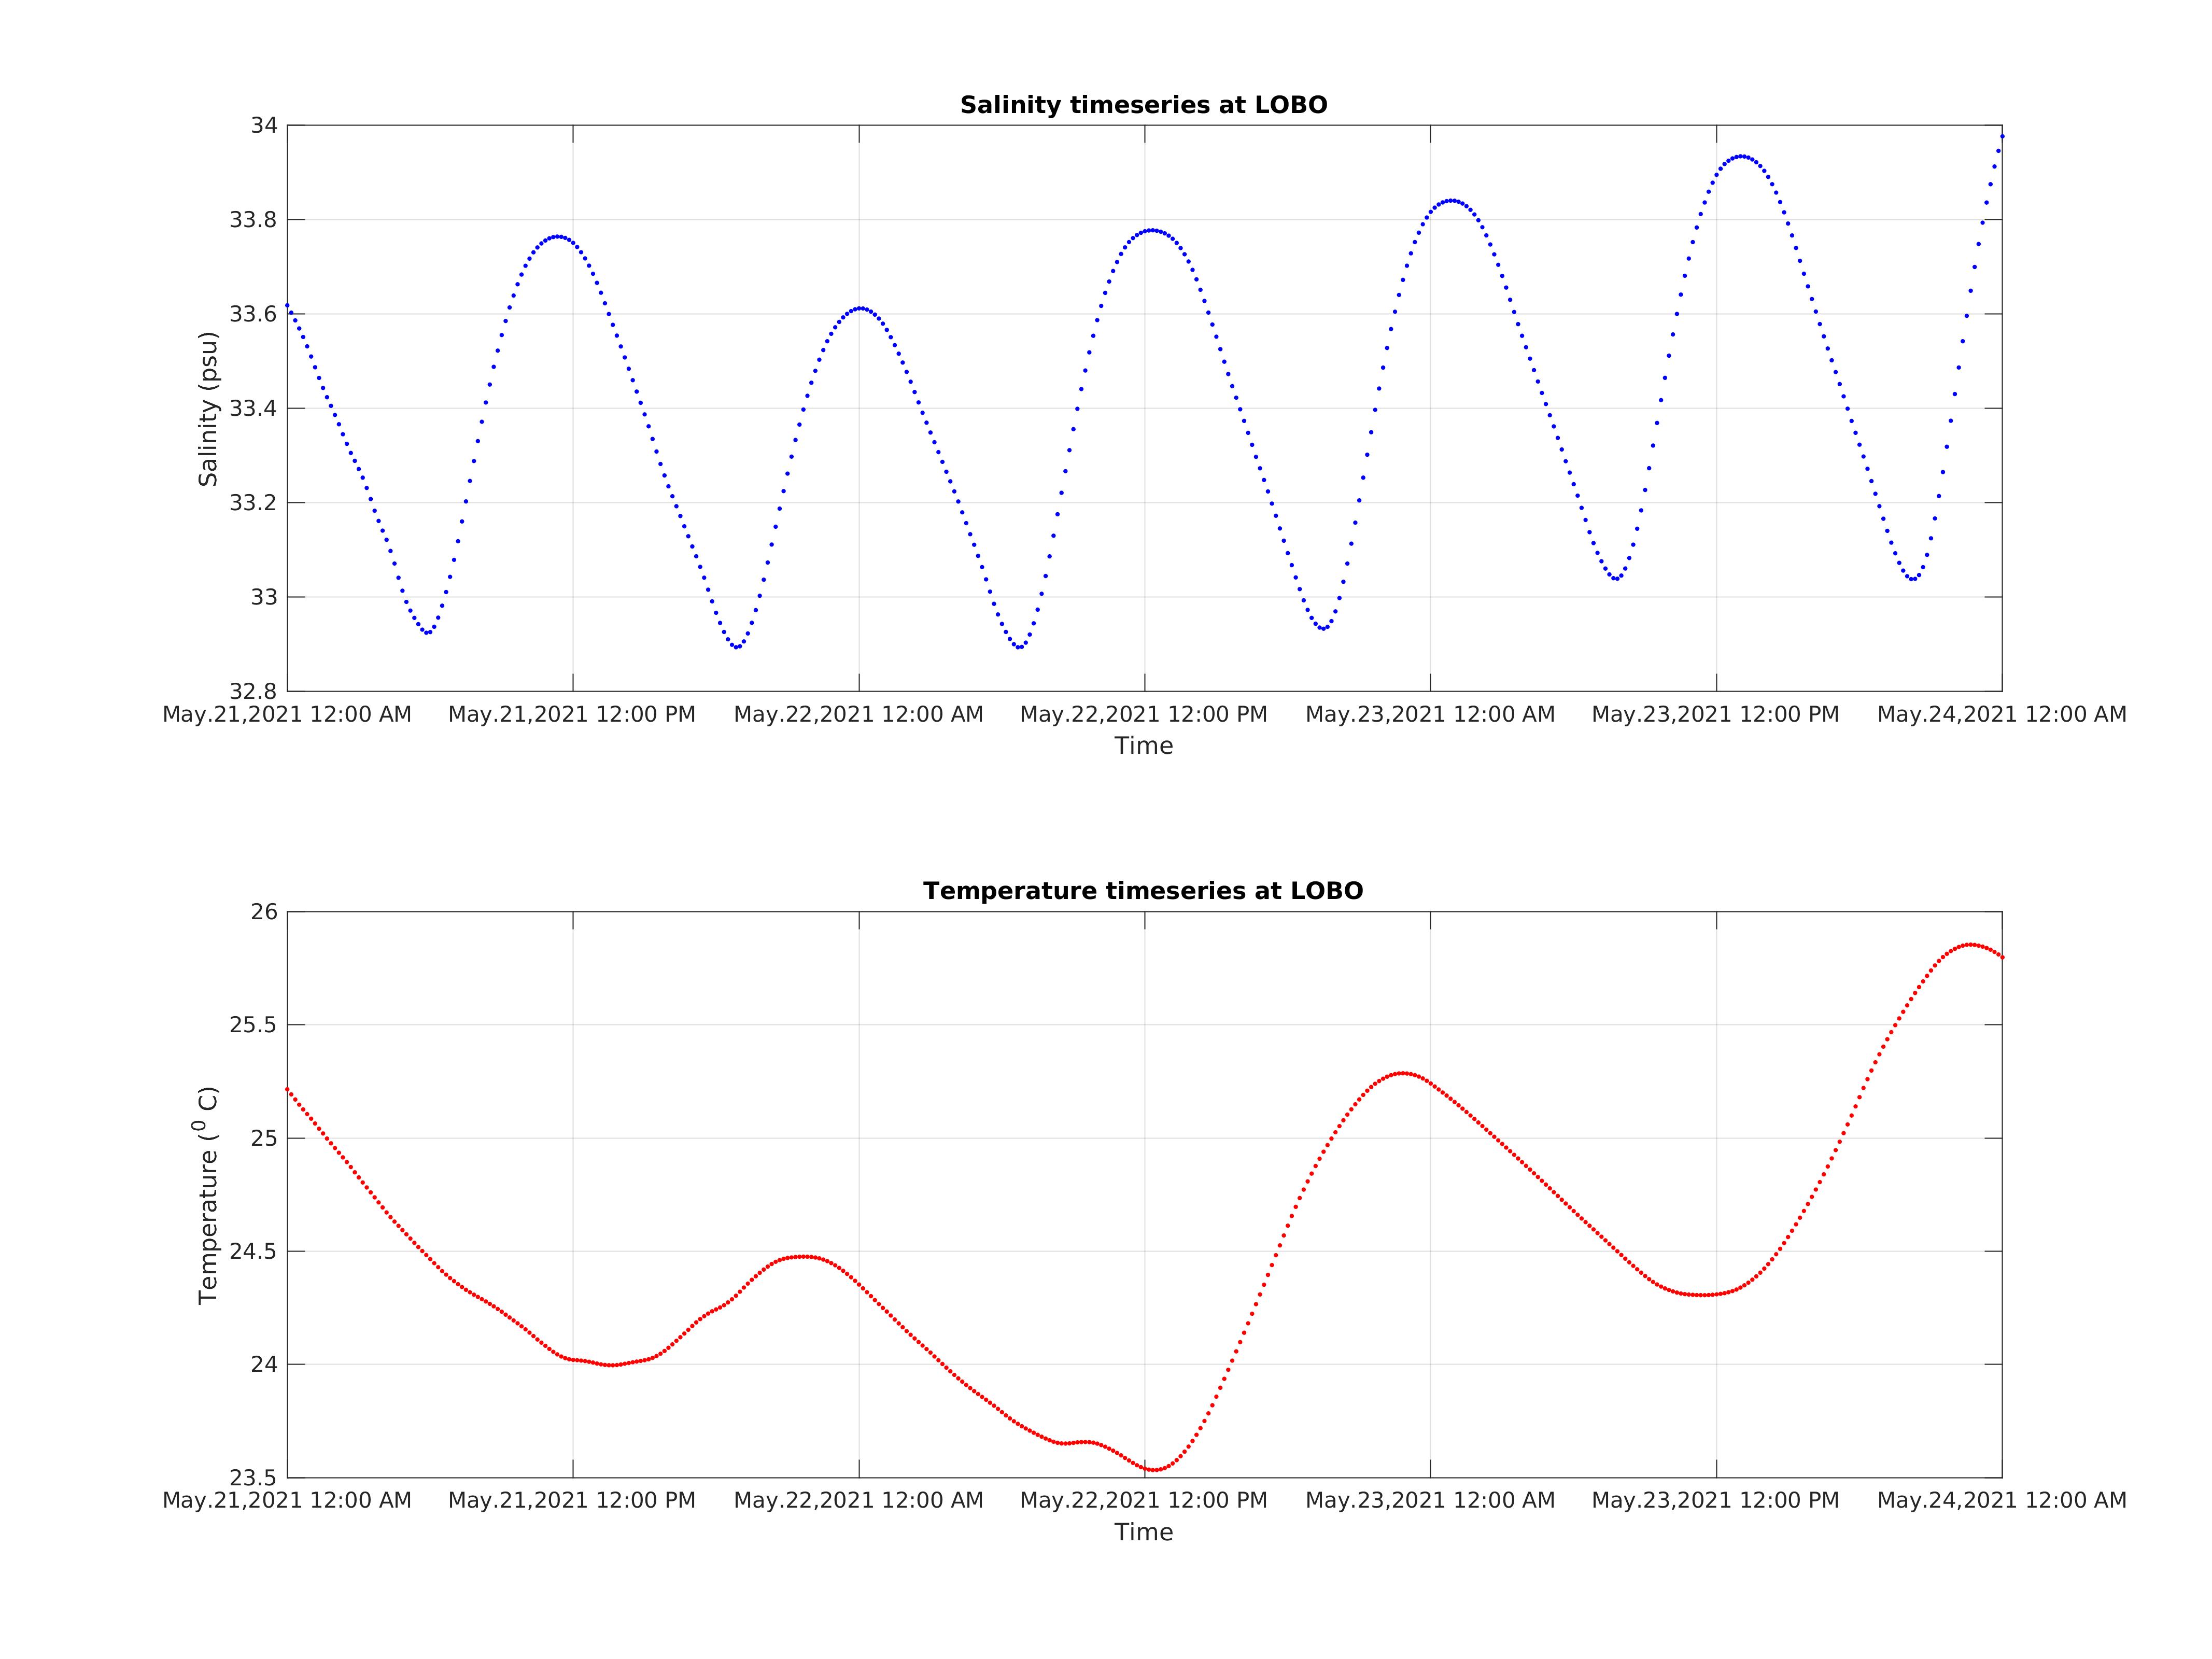 Salinity timeseries at LOBO
34
33.8
33.6
33.4
33.2
33
32.8
Salinity (psu)
May.21,2021 12:00 AM May.21,2021 12:00 PM May.22,2021 12:00 AM May.22,2021 12:00 PM May.23,2021 12:00 AM May.23,2021 12:00 PM May.24,2021 12:00 AM
Time
Temperature timeseries at LOBO
26
25.5
25
24.5
24
23.5
Temperature (⁰ C)
May.21,2021 12:00 AM May.21,2021 12:00 PM May.22,2021 12:00 AM May.22,2021 12:00 PM May.23,2021 12:00 AM May.23,2021 12:00 PM May.24,2021 12:00 AM
Time